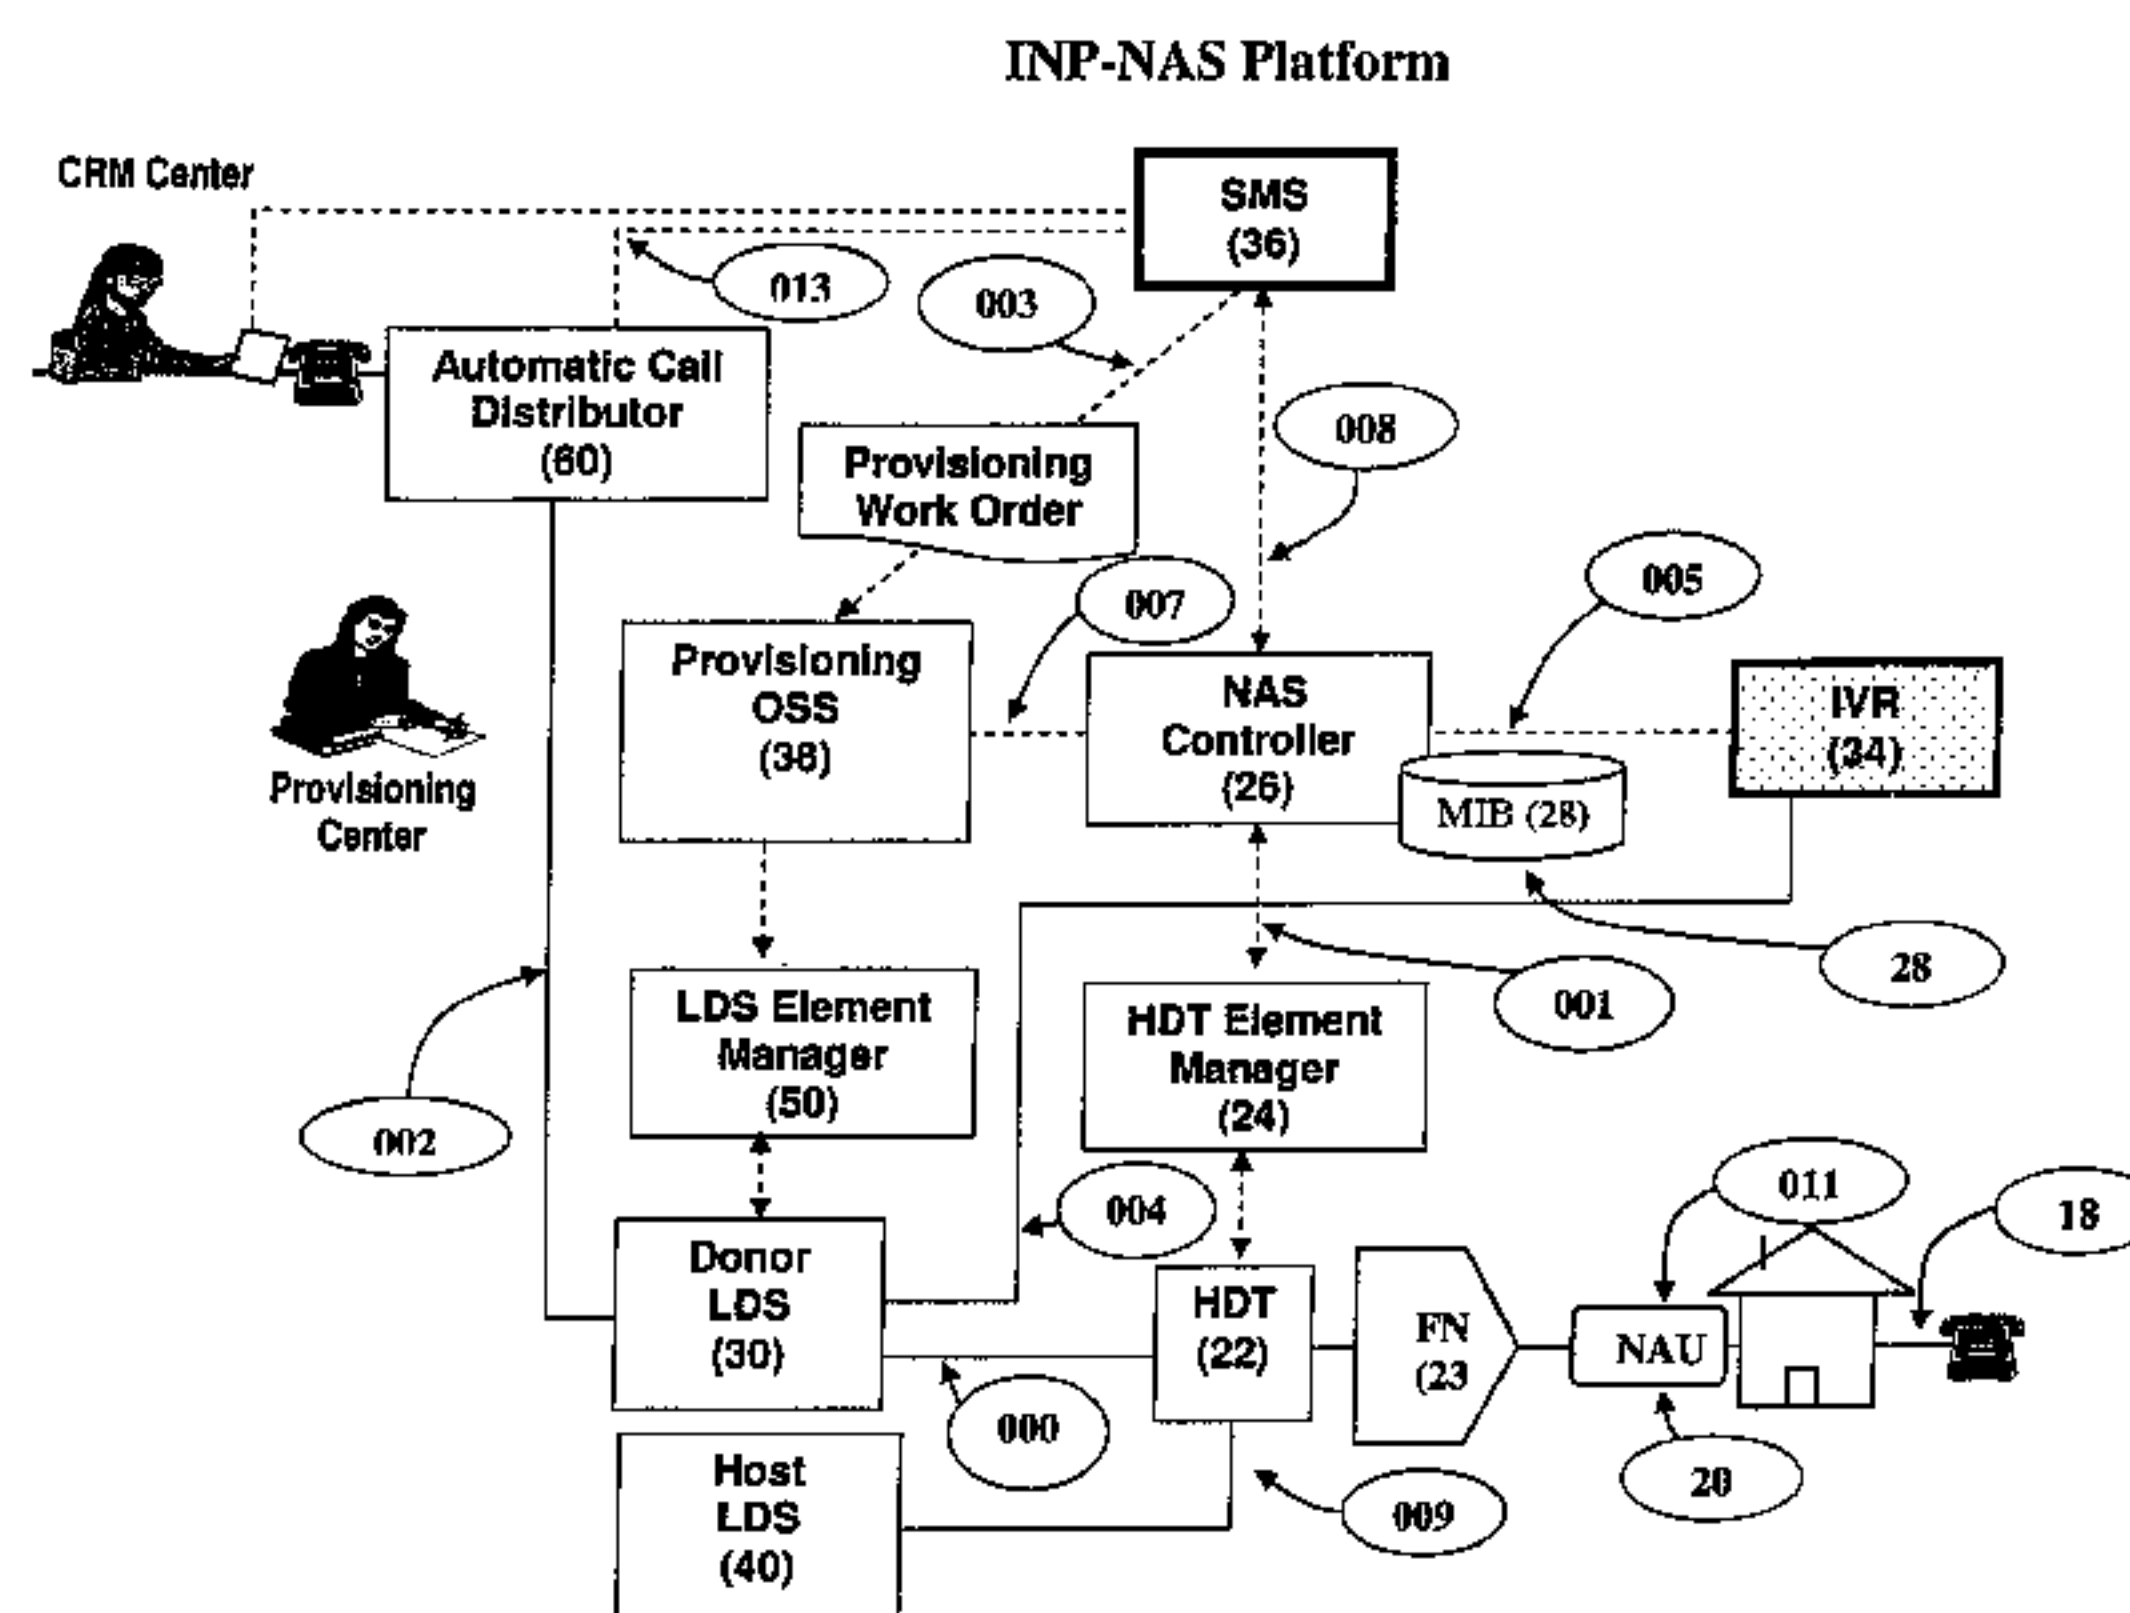 INP-NAS Platform
CRM Center
SMS
(36)
013
003
Automatic Call
Distributor
(60)
008
Provisioning
Work Order
005
007
Provisioning
OSS
(38)
NAS
Controller
(26)
IVR
(34)
MIB (28)
Provisioning
Center
28
001
LDS Element
Manager
(50)
HDT Element
Manager
(24)
002
011
004
18
Donor
LDS
(30)
HDT
(22)
FN
(23
NAU
000
20
009
Host
LDS
(40)